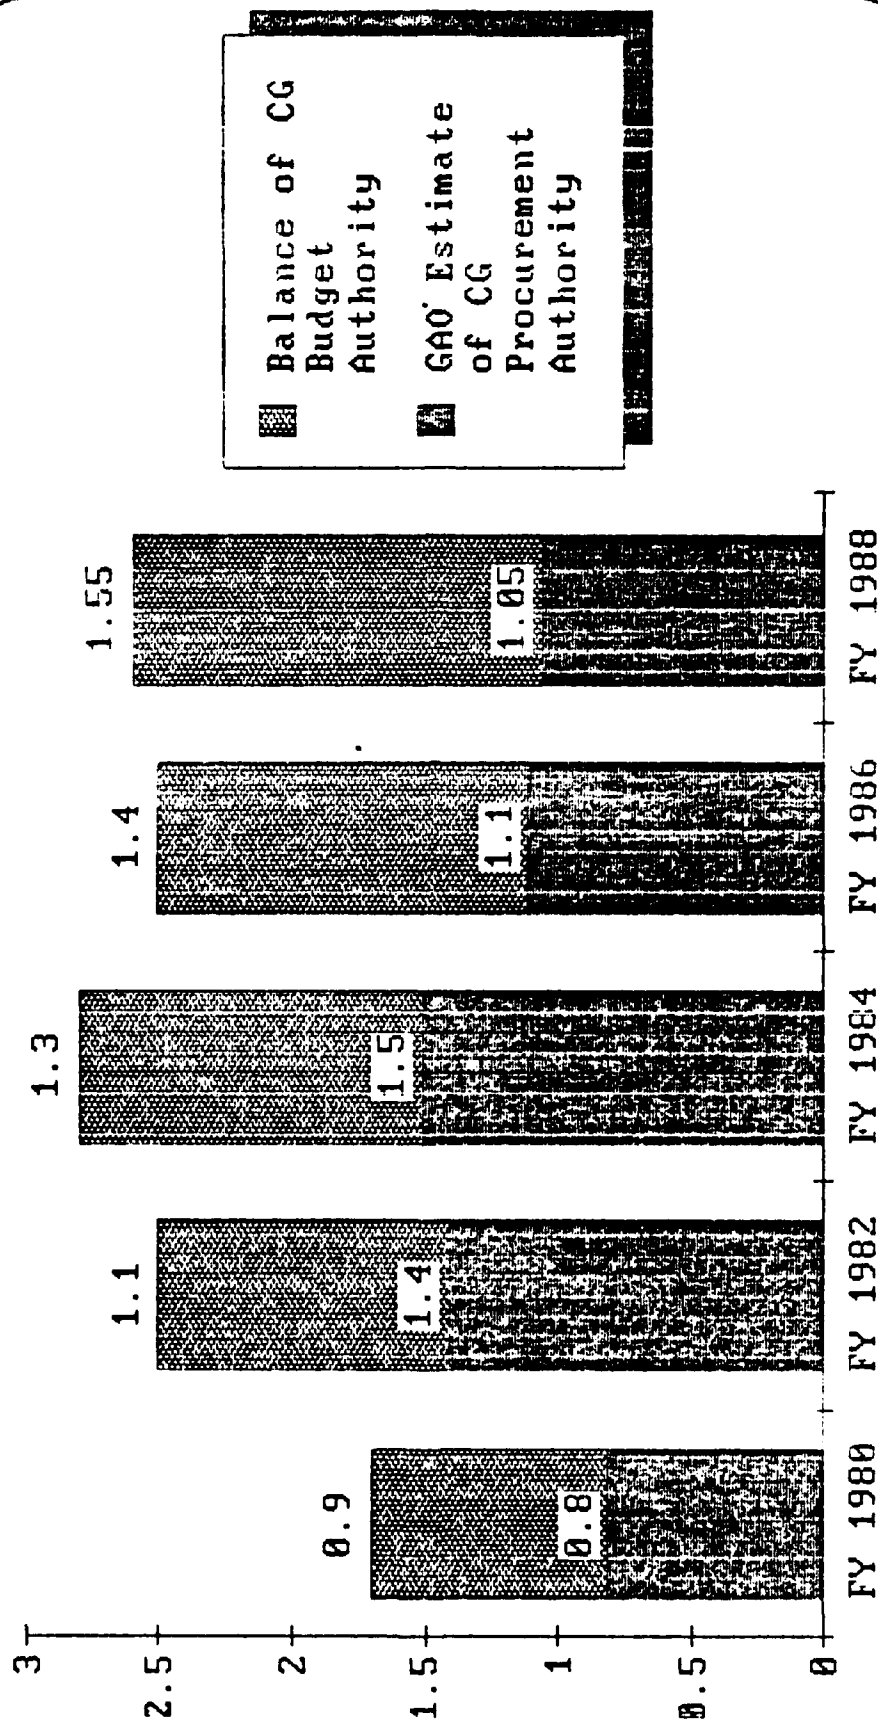 Balance of CG
Budget
Authority
GAO Estimate
of CG
Procurement
Authority
3
2.5
2
1.5
1
0.5
0
0.9
0.8
1.1
1.4
1.3
1.5
1.4
1.1
1.55
1.05
FY 1980
FY 1982
FY 1984
FY 1986
FY 1988